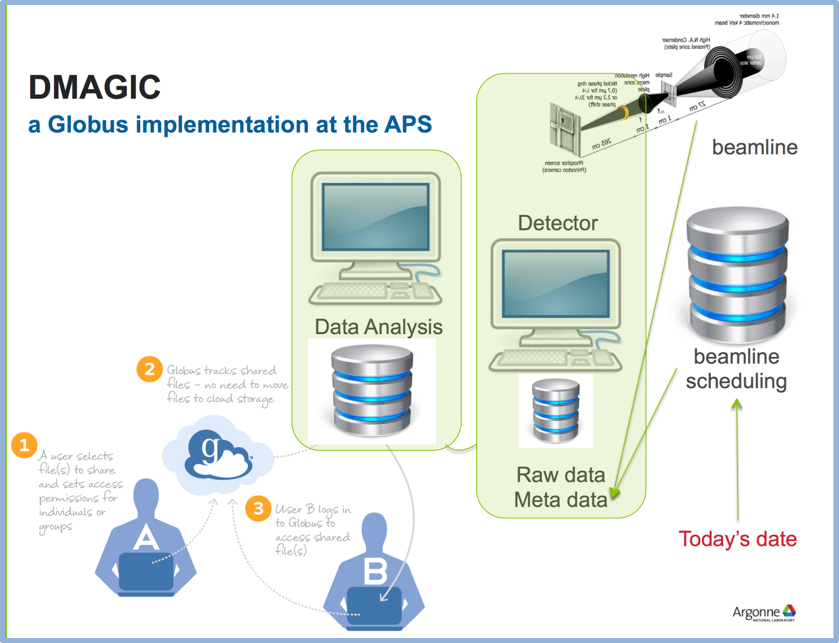 DMAGIC
a Globus implementation at the APS
1.4 mm diameter
monochromatic 4 keV beam
High N.A. Condenser
(Fresnel zone plate)
Sample
High resolution
micro zone
plate
Nickel phase ring
(0.7 μm for λ/4
or 2.2 μm for 3λ/4
phase shift)
27 cm
1 cm
1 cm
f
f
265 cm
Phosphor screen
(Princeton camera)
beamline
Detector
Data Analysis
beamline
scheduling
Raw data
Meta data
Today's date
2
Globus tracks shared
files – no need to move
files to cloud storage
g
1
A user selects
file(s) to share
and sets access
permissions for
individuals or
groups
A
3
User B logs in
to Globus to
access shared
file(s)
B
Argonne
NATIONAL LABORATORY